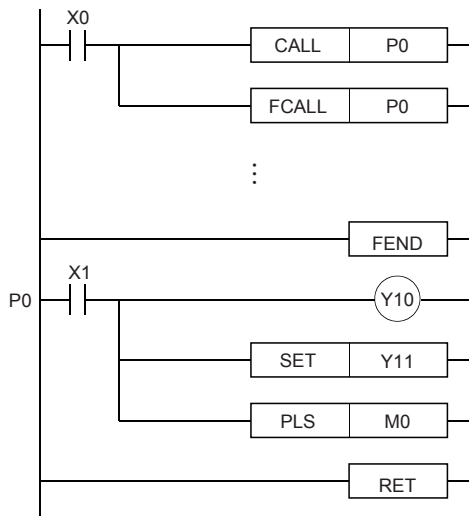 X0
CALL P0
FCALL P0
FEND
X1
P0 Y10
SET Y11
PLS M0
RET